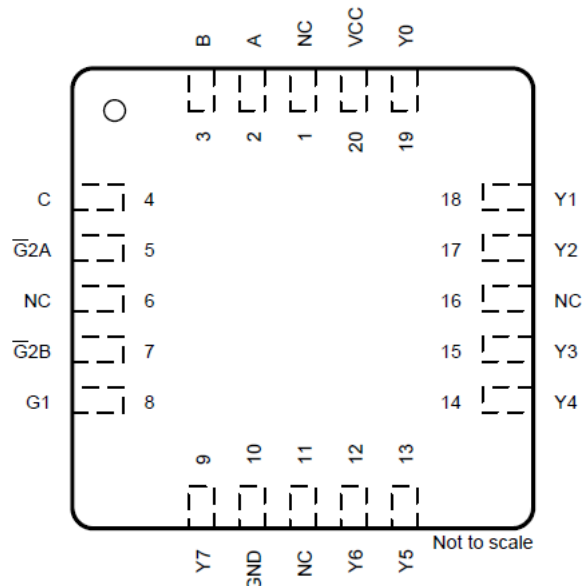 B A NC VCC Y0
3 2 1 20 19
C 4 18 Y1
G̅2A 5 17 Y2
NC 6 16 NC
G̅2B 7 15 Y3
G1 8 14 Y4
9 10 11 12 13
Not to scale
Y7 GND NC Y6 Y5